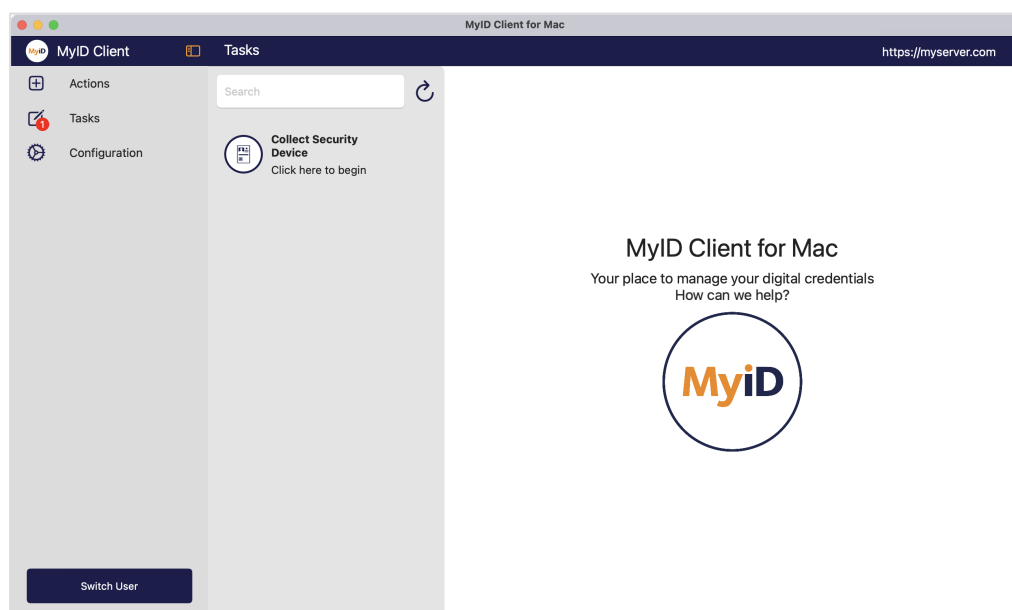 MyID Client for Mac
MyiD MyID Client
Tasks
https://myserver.com
Actions
1
Tasks
Configuration
Search
Collect Security
Device
Click here to begin
MyID Client for Mac
Your place to manage your digital credentials
How can we help?
MyiD
Switch User